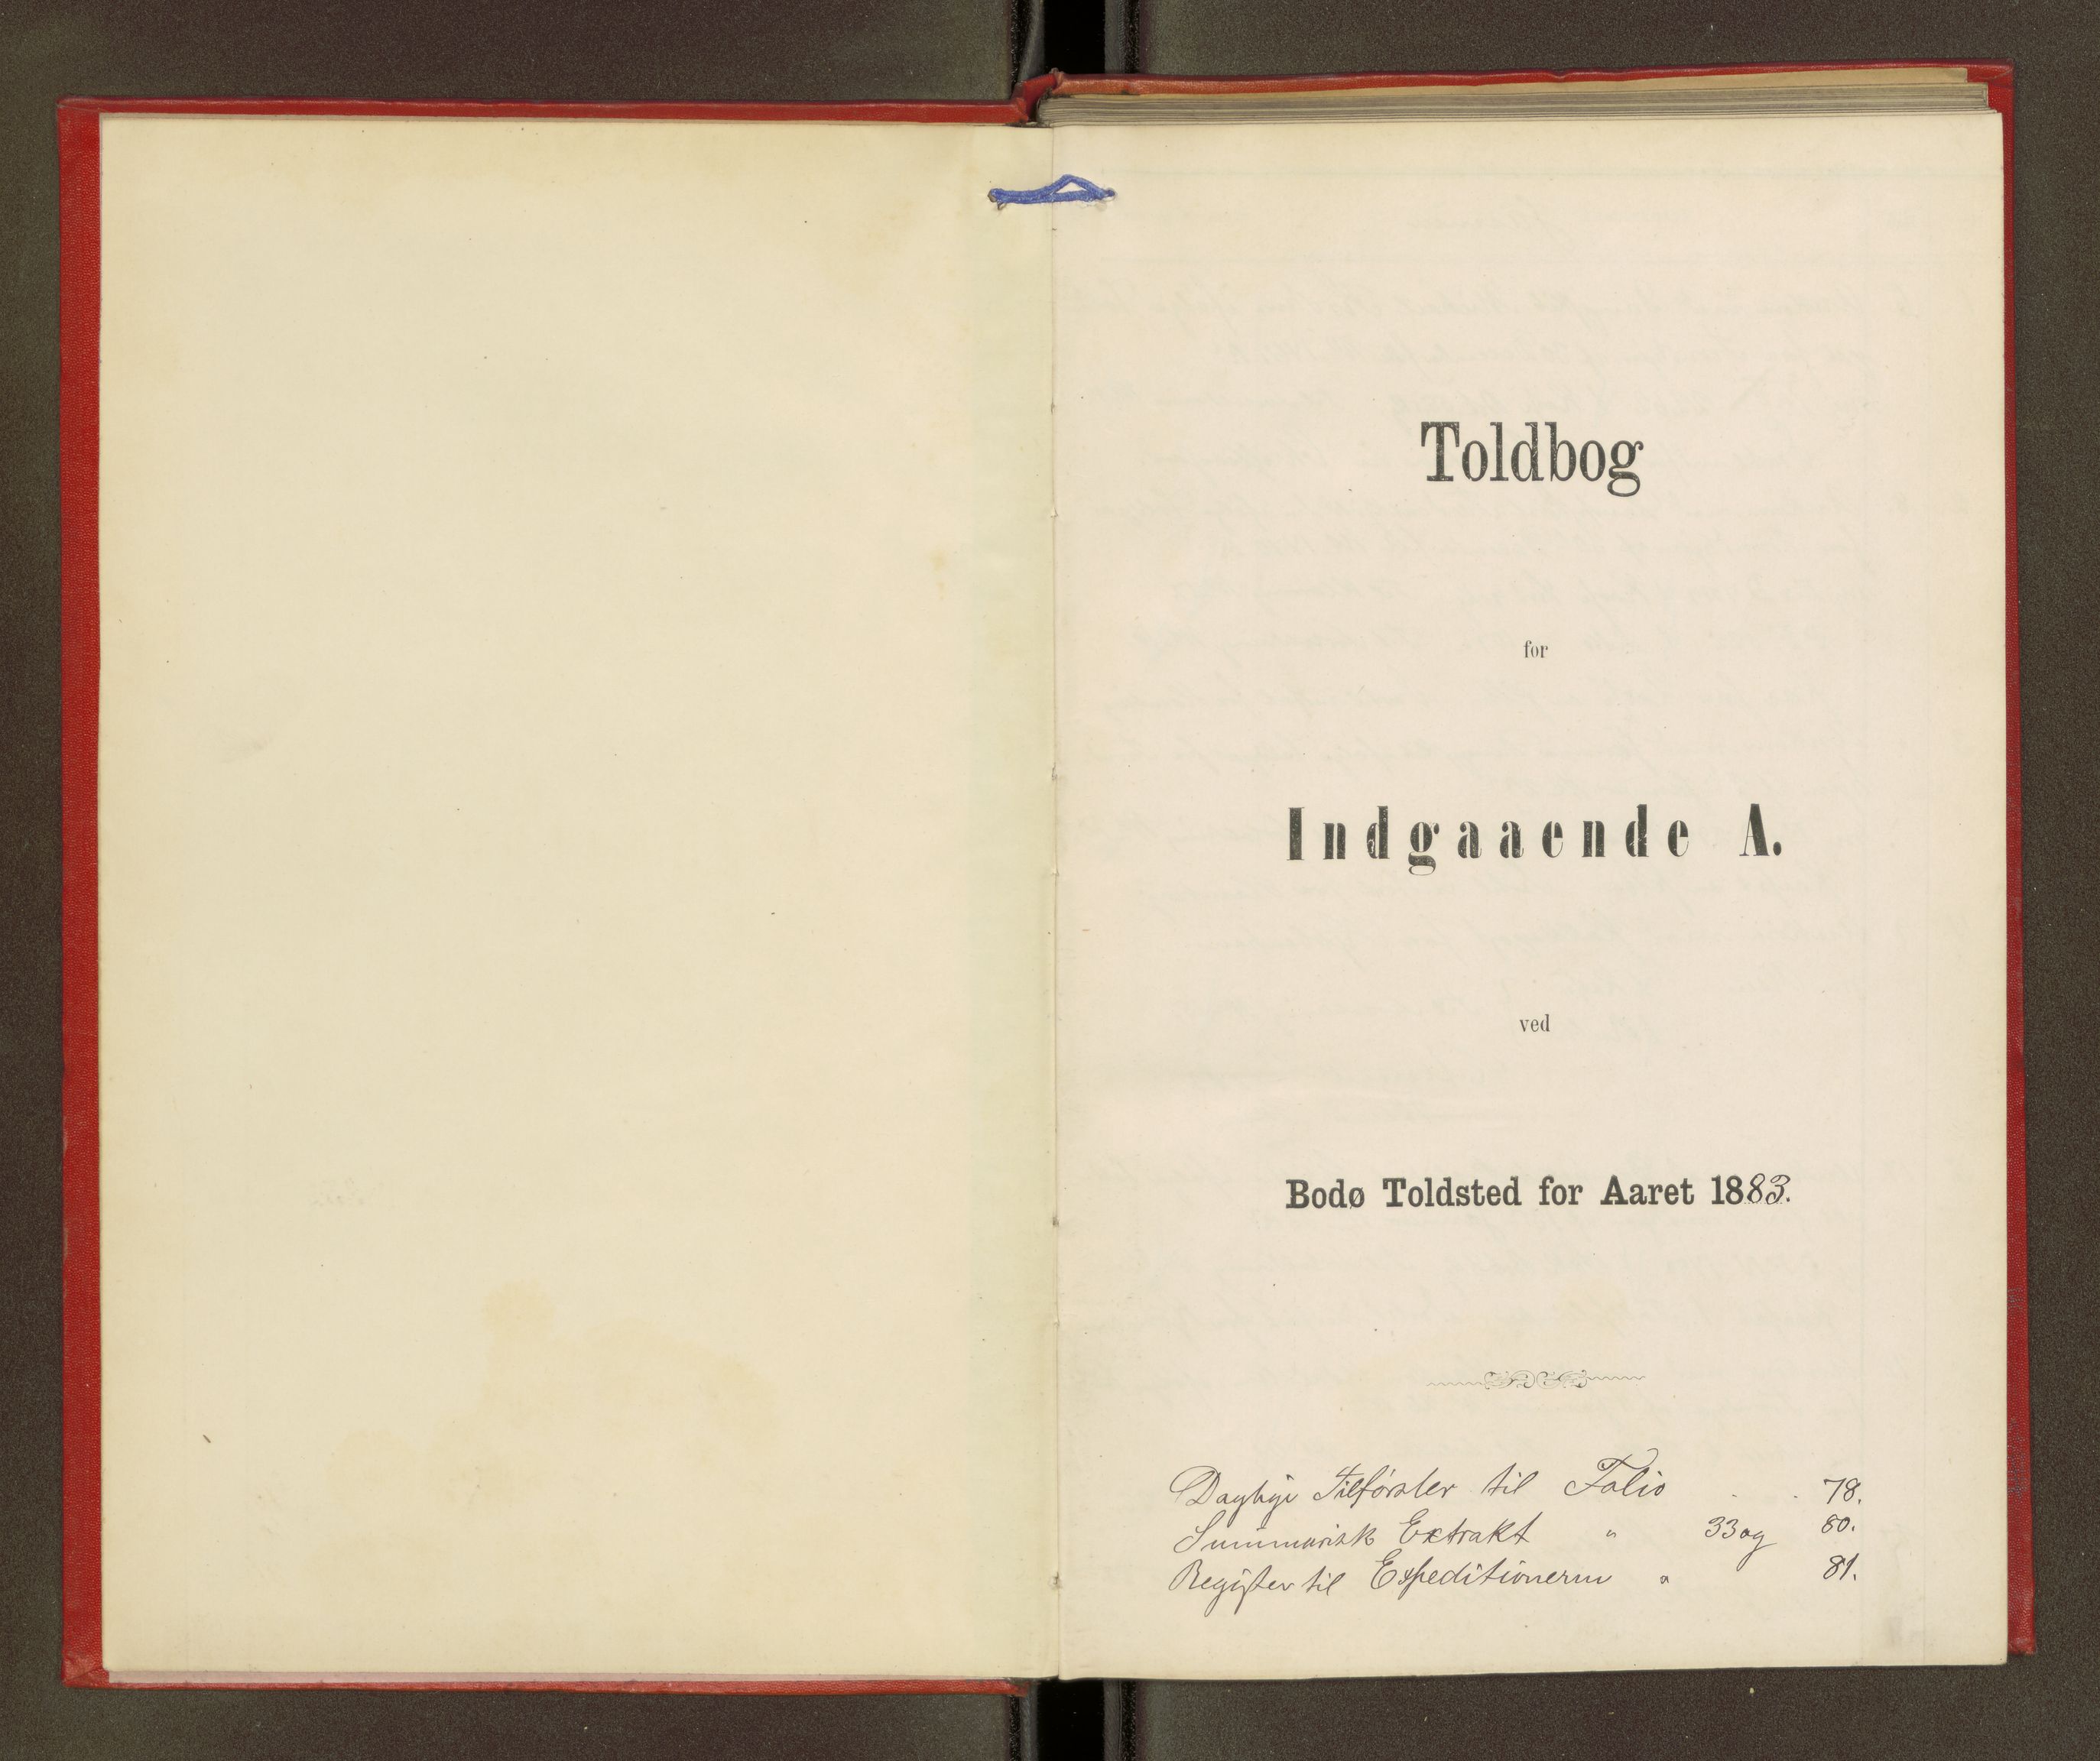 Toldbog
for
Indgaaende A.
ved
Bodø Toldsted for Aaret 1883.
Daglige Tilførsler til Folio . . 78.
Summarisk Extrakt " 33 og 80.
Register til Expeditionerne " 81.